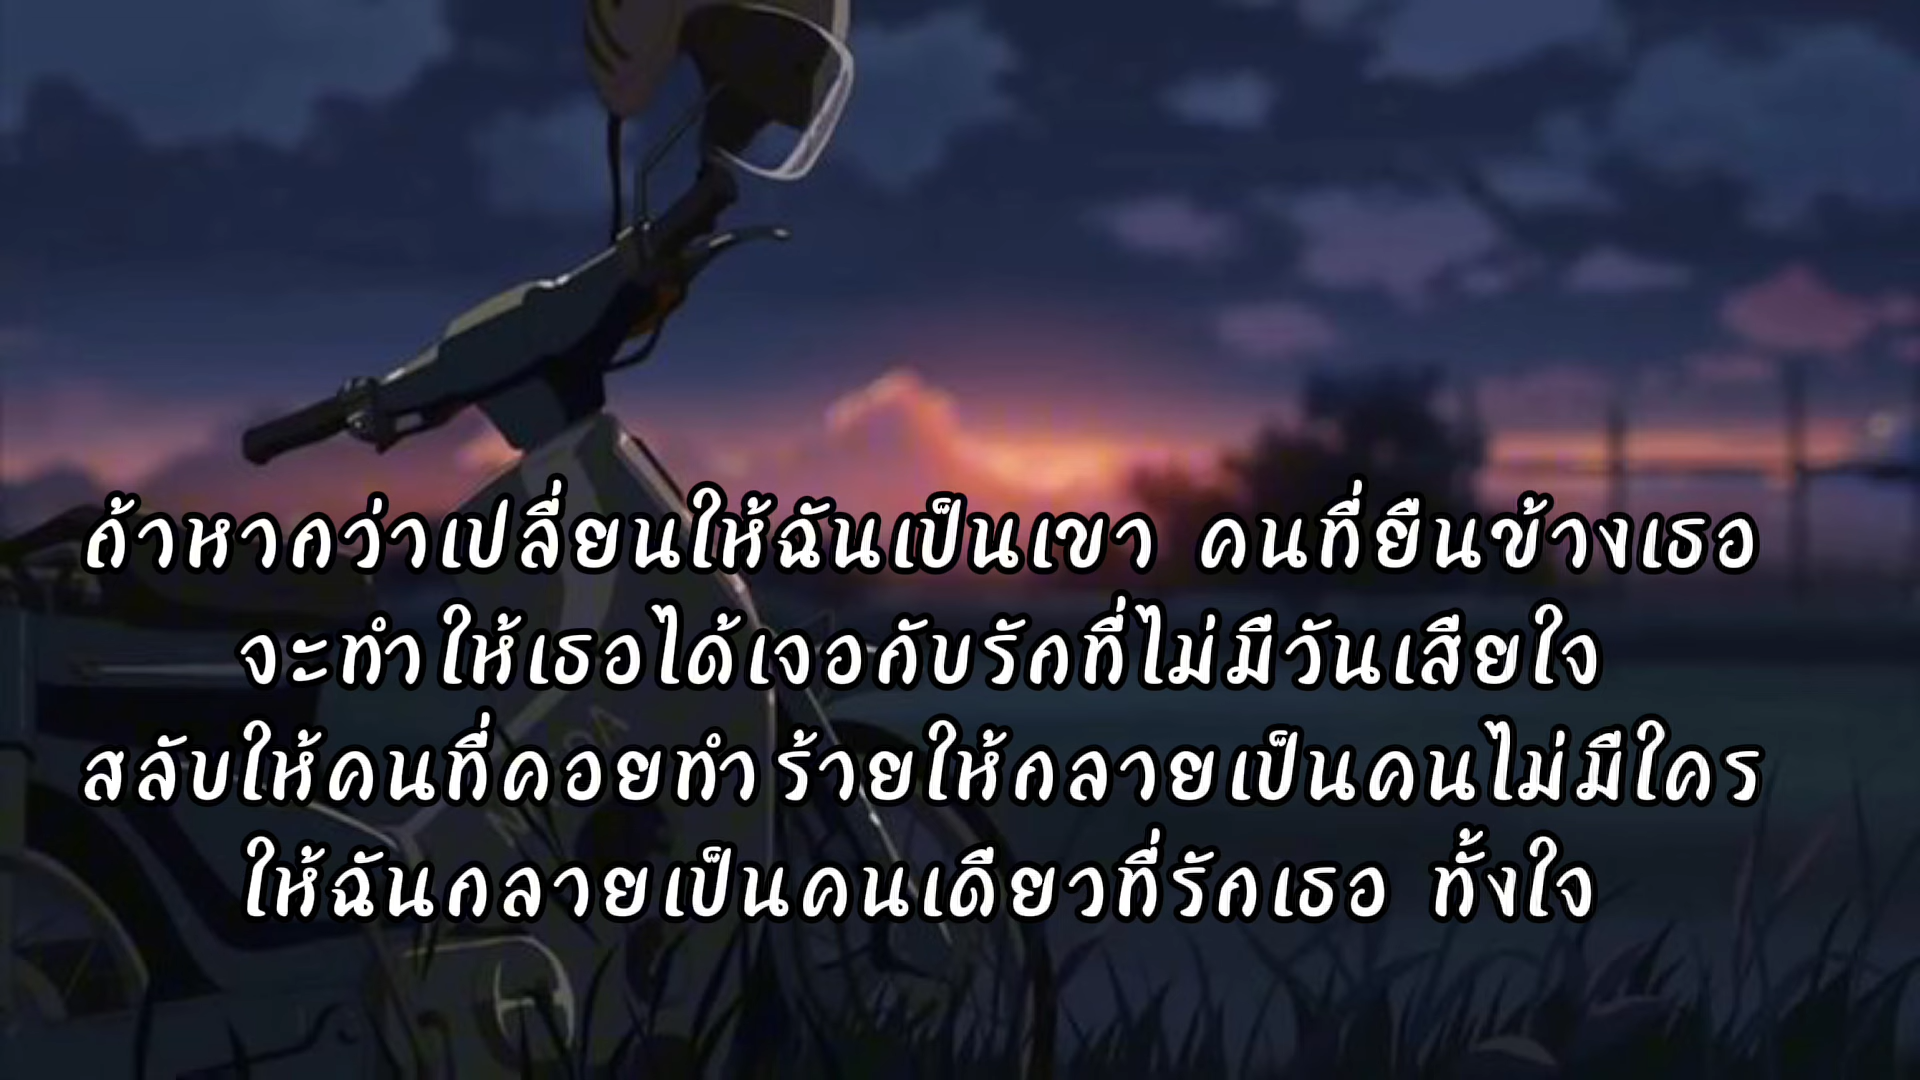 ถ้าหากว่าเปลี่ยนให้ฉันเป็นเขา คนที่ยืนข้างเธอ
จะทำให้เธอได้เจอกับรักที่ไม่มีวันเสียใจ
สลับให้คนที่คอยทำร้ายให้กลายเป็นคนไม่มีใคร
ให้ฉันกลายเป็นคนเดียวที่รักเธอ ทั้งใจ